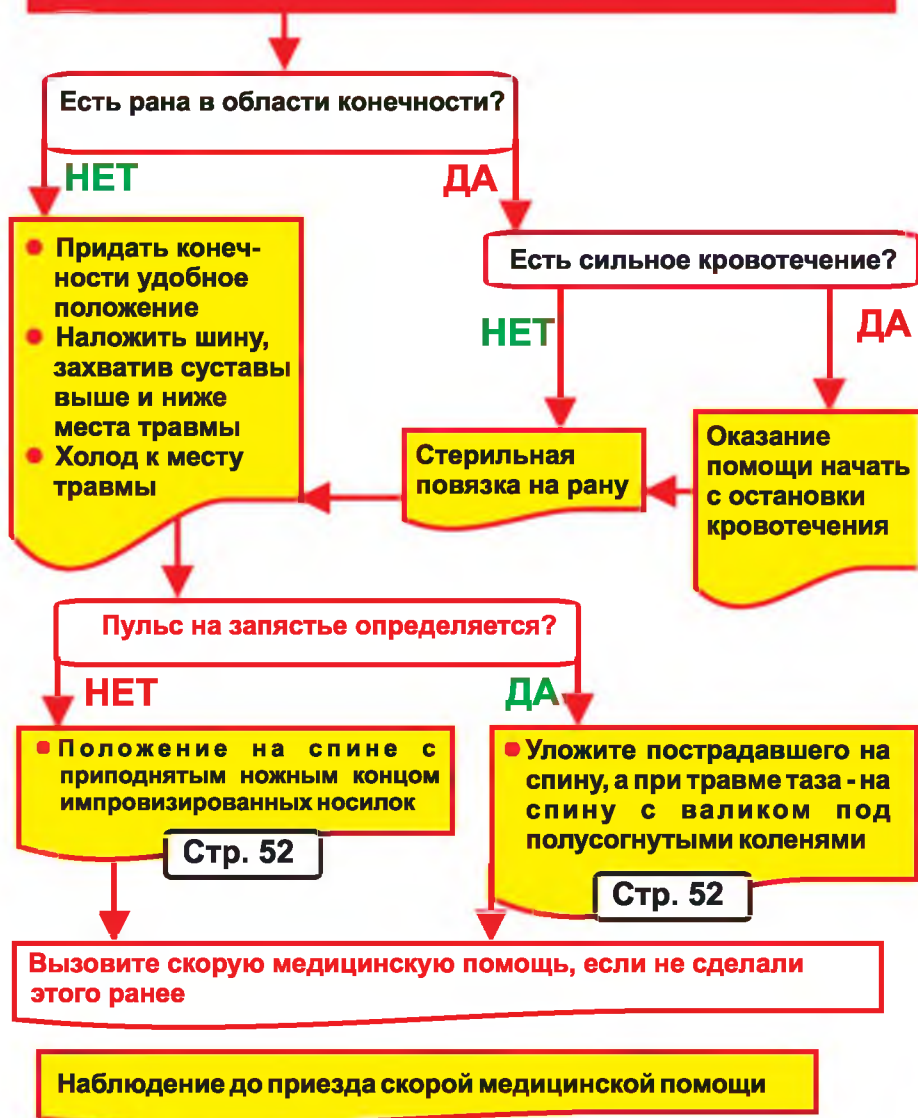 Есть рана в области конечности?
НЕТ
ДА
• Придать конеч-
ности удобное
положение
• Наложить шину,
захватив суставы
выше и ниже
места травмы
• Холод к месту
травмы
Есть сильное кровотечение?
НЕТ
ДА
Стерильная
повязка на рану
Оказание
помощи начать
с остановки
кровотечения
Пульс на запястье определяется?
НЕТ
ДА
• Положение на спине с
приподнятым ножным концом
импровизированных носилок
Стр. 52
• Уложите пострадавшего на
спину, а при травме таза - на
спину с валиком под
полусогнутыми коленями
Стр. 52
Вызовите скорую медицинскую помощь, если не сделали
этого ранее
Наблюдение до приезда скорой медицинской помощи